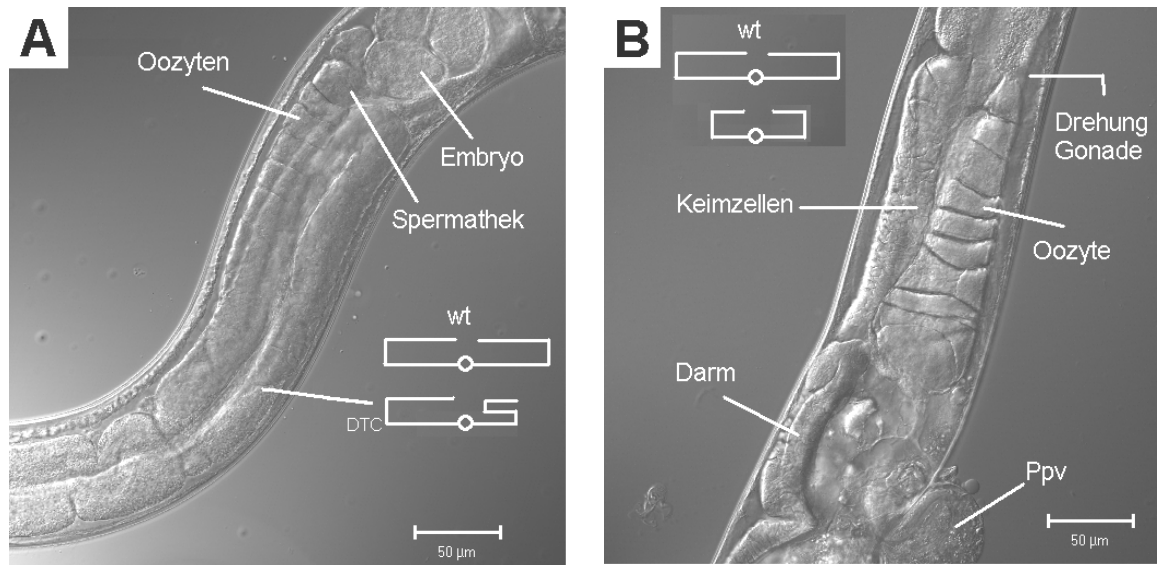 A
Oozyten
Embryo
Spermathek
wt
DTC
50 µm
B
wt
Drehung
Gonade
Keimzellen
Oozyte
Darm
Ppv
50 µm